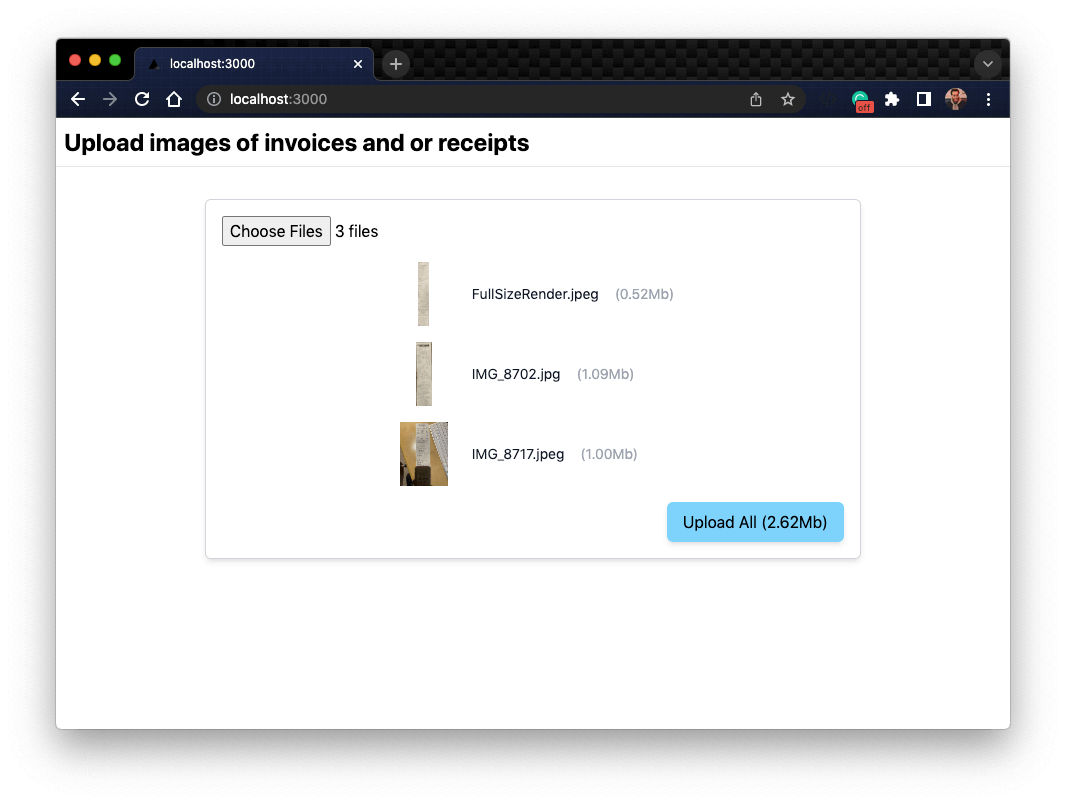 localhost:3000
localhost:3000
off
Upload images of invoices and or receipts
Choose Files 3 files
FullSizeRender.jpeg (0.52Mb)
IMG_8702.jpg (1.09Mb)
IMG_8717.jpeg (1.00Mb)
Upload All (2.62Mb)